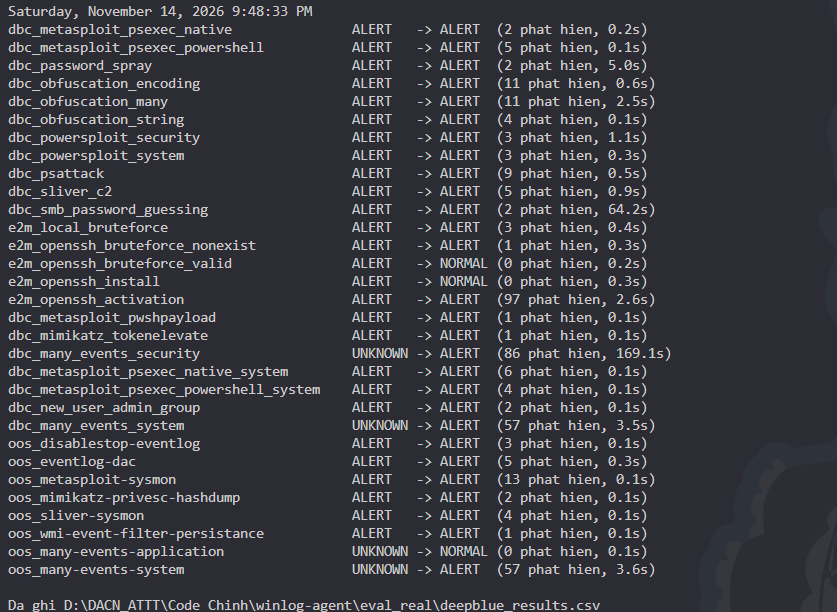 Saturday, November 14, 2026 9:48:33 PM
dbc_metasploit_psexec_native ALERT -> ALERT (2 phat hien, 0.2s)
dbc_metasploit_psexec_powershell ALERT -> ALERT (5 phat hien, 0.1s)
dbc_password_spray ALERT -> ALERT (2 phat hien, 5.0s)
dbc_obfuscation_encoding ALERT -> ALERT (11 phat hien, 0.6s)
dbc_obfuscation_many ALERT -> ALERT (11 phat hien, 2.5s)
dbc_obfuscation_string ALERT -> ALERT (4 phat hien, 0.1s)
dbc_powersploit_security ALERT -> ALERT (3 phat hien, 1.1s)
dbc_powersploit_system ALERT -> ALERT (3 phat hien, 0.3s)
dbc_psattack ALERT -> ALERT (9 phat hien, 0.5s)
dbc_sliver_c2 ALERT -> ALERT (5 phat hien, 0.9s)
dbc_smb_password_guessing ALERT -> ALERT (2 phat hien, 64.2s)
e2m_local_bruteforce ALERT -> ALERT (3 phat hien, 0.4s)
e2m_openssh_bruteforce_nonexist ALERT -> ALERT (1 phat hien, 0.3s)
e2m_openssh_bruteforce_valid ALERT -> NORMAL (0 phat hien, 0.2s)
e2m_openssh_install ALERT -> NORMAL (0 phat hien, 0.3s)
e2m_openssh_activation ALERT -> ALERT (97 phat hien, 2.6s)
dbc_metasploit_pwshpayload ALERT -> ALERT (1 phat hien, 0.1s)
dbc_mimikatz_tokenelevate ALERT -> ALERT (1 phat hien, 0.1s)
dbc_many_events_security UNKNOWN -> ALERT (86 phat hien, 169.1s)
dbc_metasploit_psexec_native_system ALERT -> ALERT (6 phat hien, 0.1s)
dbc_metasploit_psexec_powershell_system ALERT -> ALERT (4 phat hien, 0.1s)
dbc_new_user_admin_group ALERT -> ALERT (2 phat hien, 0.1s)
dbc_many_events_system UNKNOWN -> ALERT (57 phat hien, 3.5s)
oos_disablestop-eventlog ALERT -> ALERT (3 phat hien, 0.1s)
oos_eventlog-dac ALERT -> ALERT (5 phat hien, 0.3s)
oos_metasploit-sysmon ALERT -> ALERT (13 phat hien, 0.1s)
oos_mimikatz-privesc-hashdump ALERT -> ALERT (2 phat hien, 0.1s)
oos_sliver-sysmon ALERT -> ALERT (4 phat hien, 0.1s)
oos_wmi-event-filter-persistance ALERT -> ALERT (1 phat hien, 0.1s)
oos_many-events-application UNKNOWN -> NORMAL (0 phat hien, 0.1s)
oos_many-events-system UNKNOWN -> ALERT (57 phat hien, 3.6s)
Da ghi D:\DACN_ATTT\Code Chinh\winlog-agent\eval_real\deepblue_results.csv